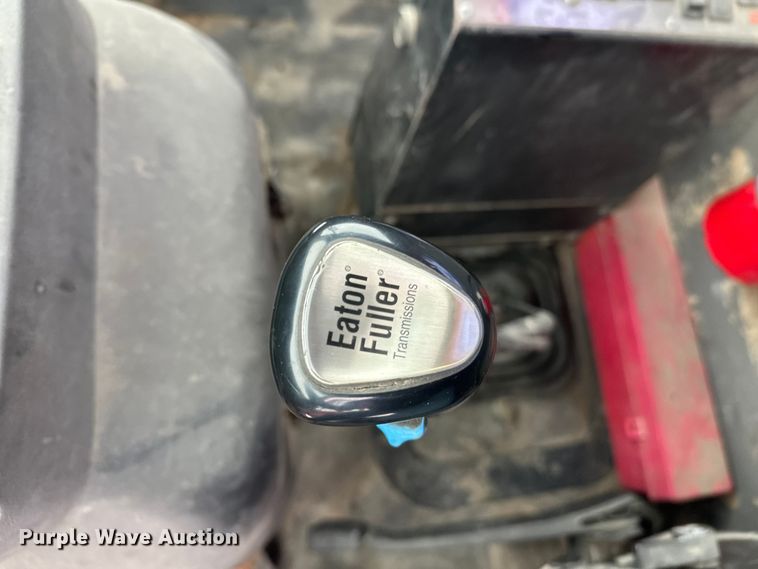 Eaton®
Fuller®
Transmissions
Purple Wave Auction